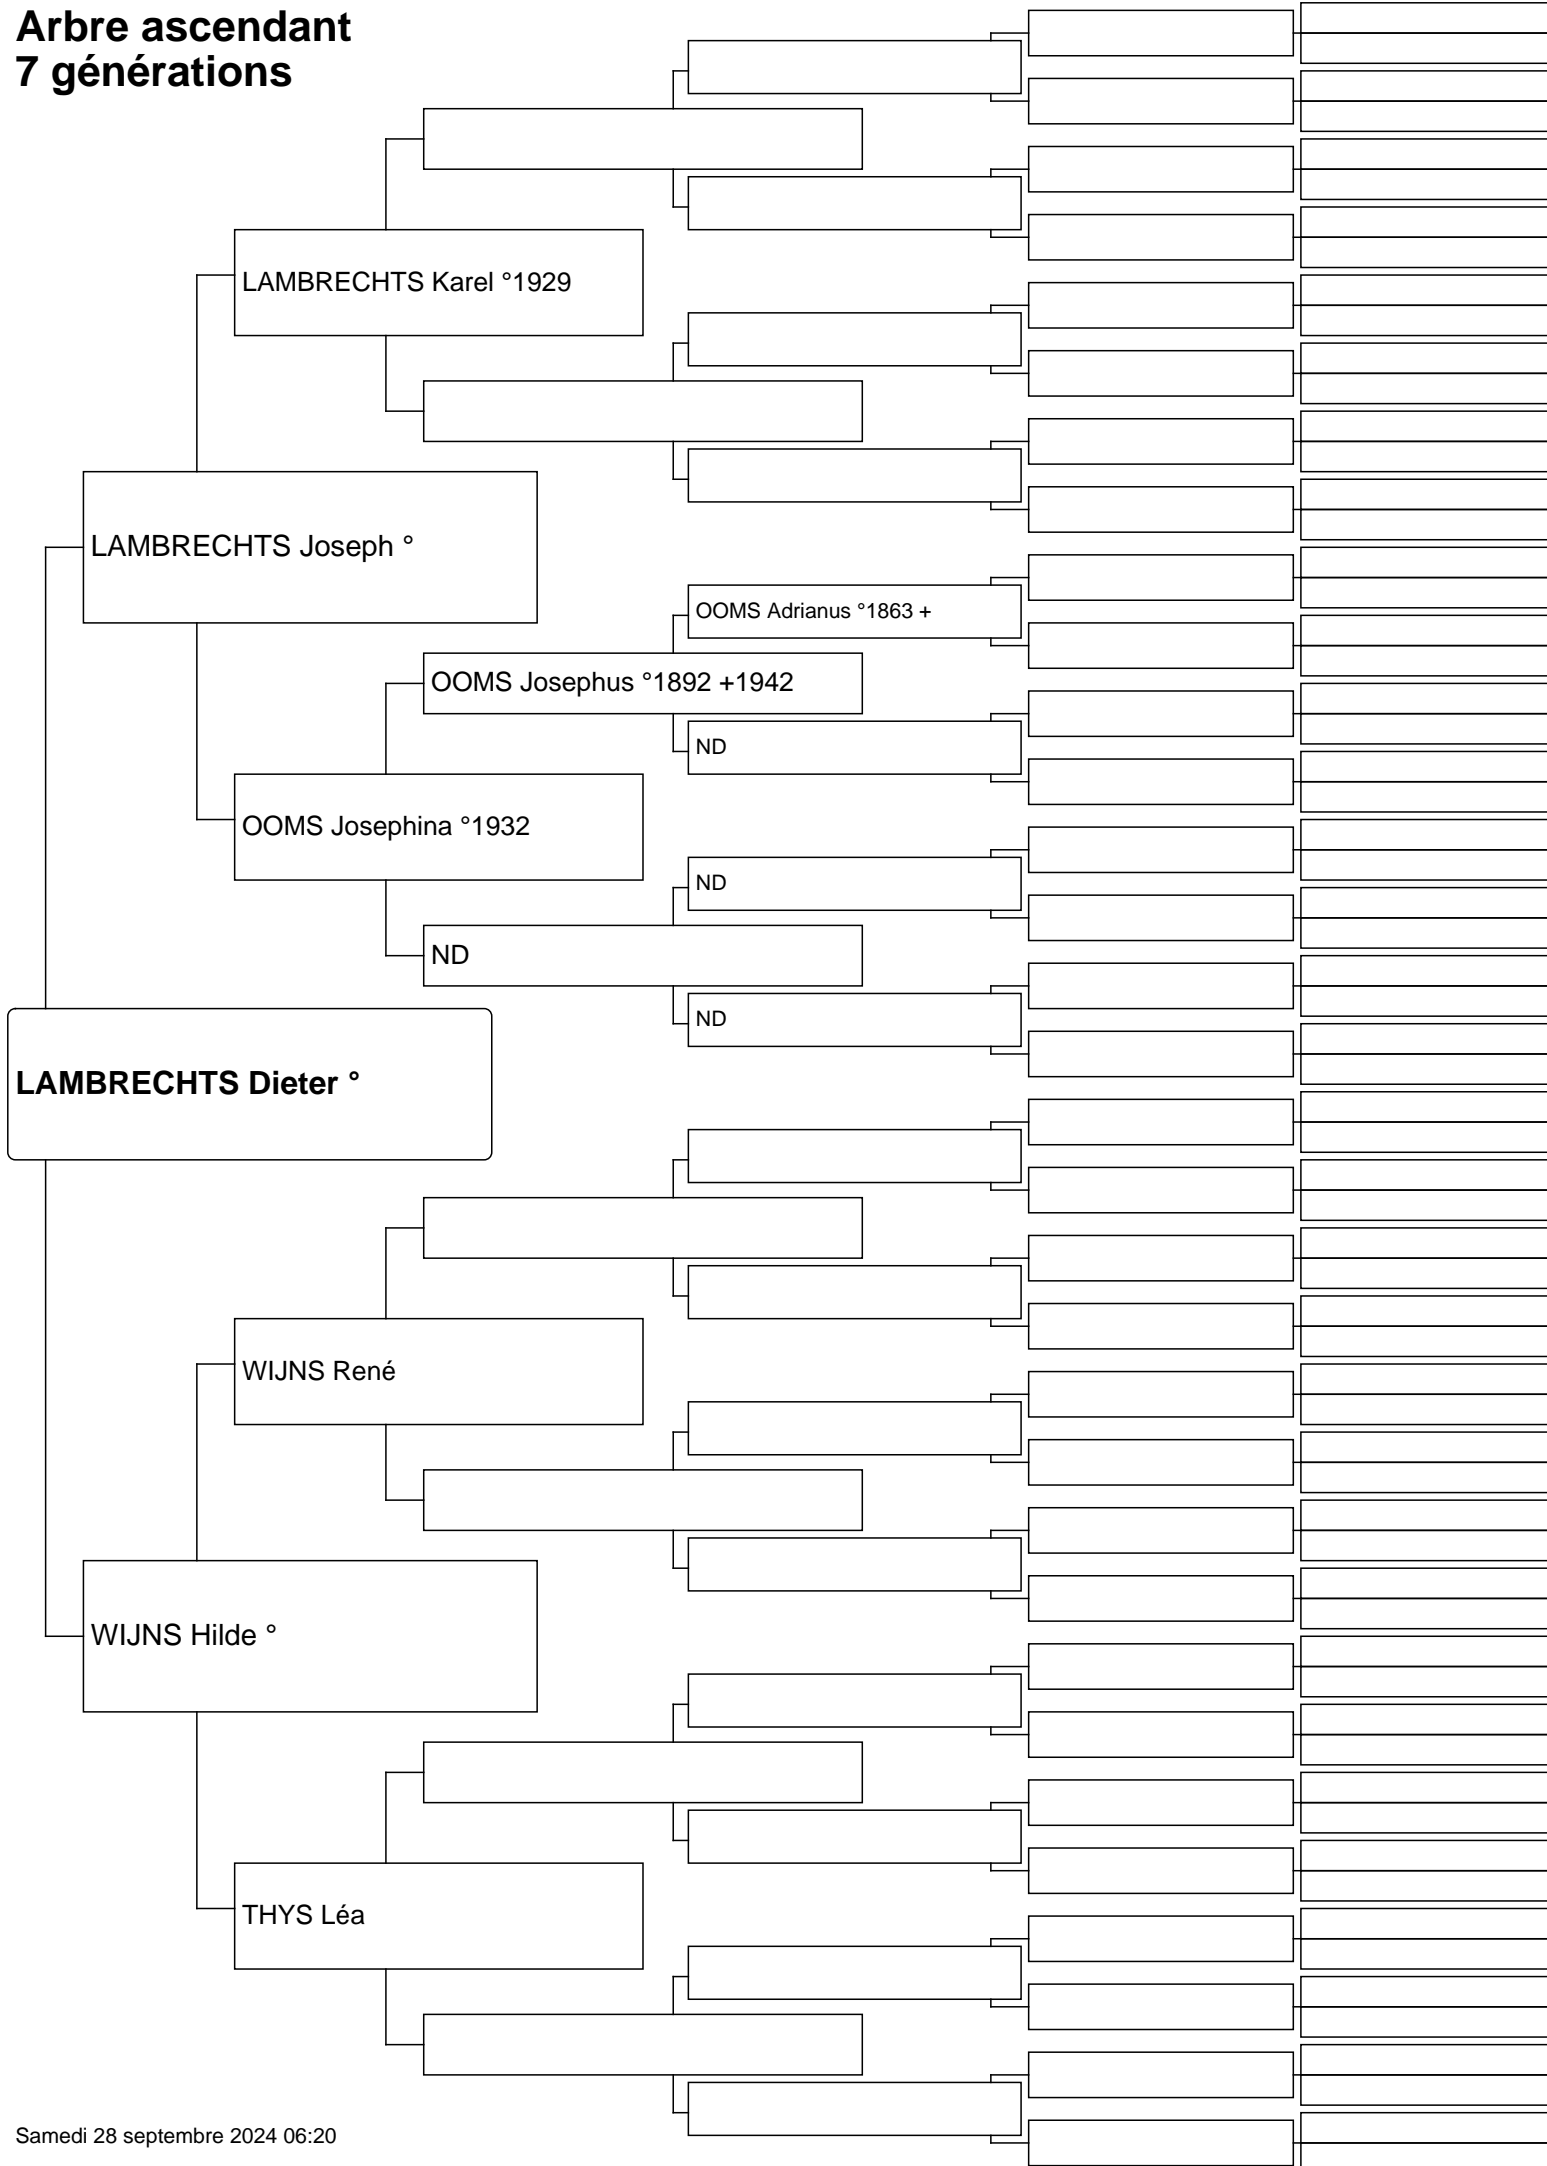 Arbre ascendant
7 générations
LAMBRECHTS Karel °1929
LAMBRECHTS Joseph °
OOMS Adrianus °1863 +
OOMS Josephus °1892 +1942
ND
OOMS Josephina °1932
ND
ND
ND
LAMBRECHTS Dieter °
WIJNS René
WIJNS Hilde °
THYS Léa
Samedi 28 septembre 2024 06:20